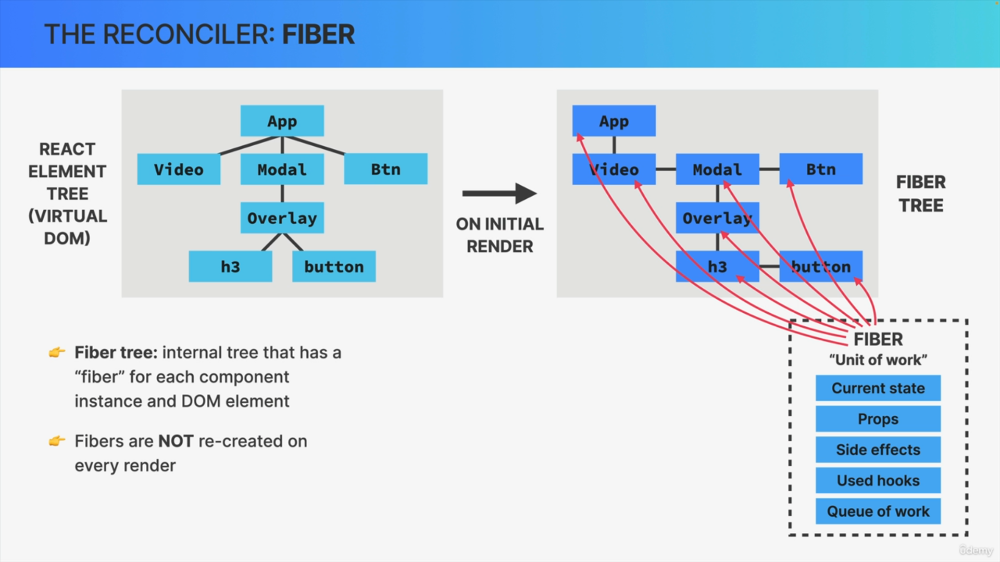 THE RECONCILER: FIBER
REACT
ELEMENT
TREE
(VIRTUAL
DOM)
App
Video
Modal
Btn
Overlay
h3
button
ON INITIAL
RENDER
App
Video
Modal
Btn
Overlay
h3
button
FIBER
TREE
👉 Fiber tree: internal tree that has a
“fiber” for each component
instance and DOM element
👉 Fibers are NOT re-created on
every render
FIBER
“Unit of work”
Current state
Props
Side effects
Used hooks
Queue of work
ûdemy